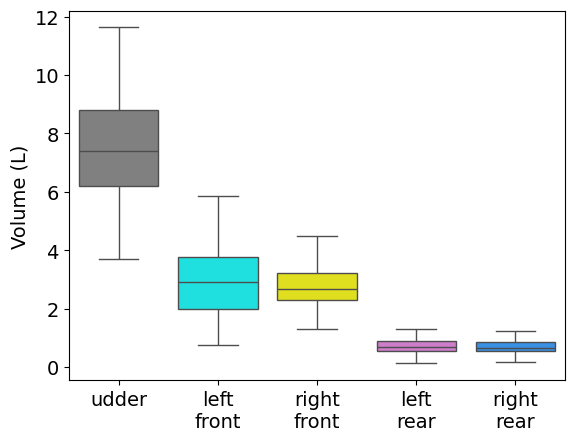 12
10
8
6
4
2
0
Volume (L)
udder
left
front
right
front
left
rear
right
rear